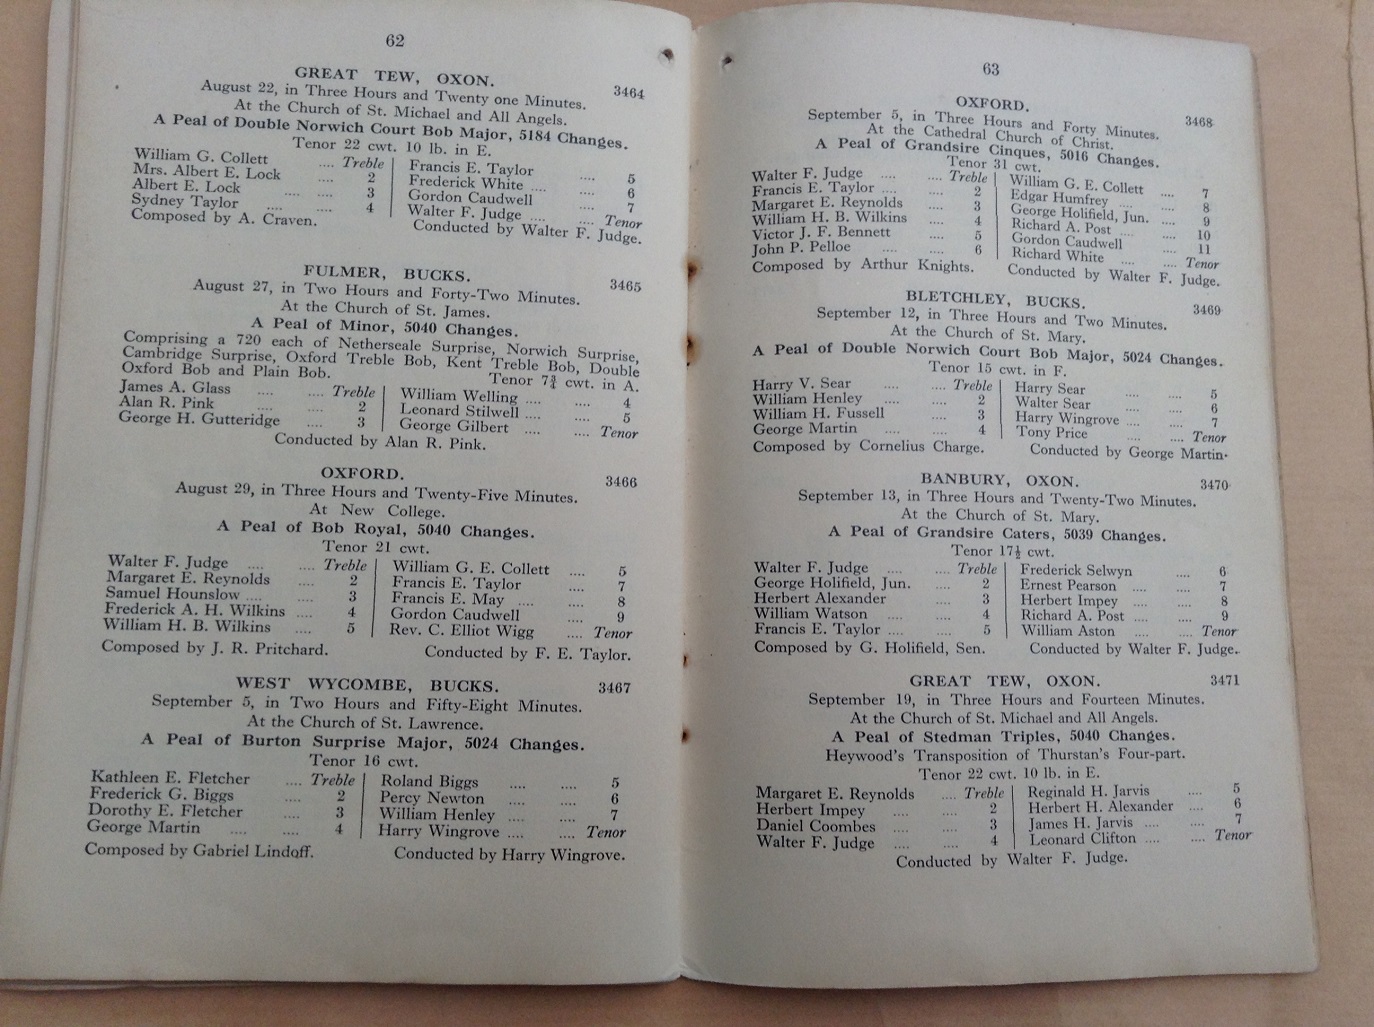 62
GREAT TEW, OXON.
August 22, in Three Hours and Twenty one Minutes. 3464
At the Church of St. Michael and All Angels.
A Peal of Double Norwich Court Bob Major, 5184 Changes.
Tenor 22 cwt. 10 lb. in E.
William G. Collett .... Treble
Mrs. Albert E. Lock .... 2
Albert E. Lock .... .... 3
Sydney Taylor .... .... 4
Francis E. Taylor .... 5
Frederick White .... .... 6
Gordon Caudwell .... 7
Walter F. Judge .... .... Tenor
Composed by A. Craven. Conducted by Walter F. Judge.
FULMER, BUCKS.
August 27, in Two Hours and Forty-Two Minutes. 3465
At the Church of St. James.
A Peal of Minor, 5040 Changes.
Comprising a 720 each of Netherseale Surprise, Norwich Surprise,
Cambridge Surprise, Oxford Treble Bob, Kent Treble Bob, Double
Oxford Bob and Plain Bob. Tenor 7¾ cwt. in A.
James A. Glass .... .... Treble
Alan R. Pink .... .... 2
George H. Gutteridge .... 3
William Welling .... .... 4
Leonard Stilwell .... .... 5
George Gilbert .... .... Tenor
Conducted by Alan R. Pink.
OXFORD. 3466
August 29, in Three Hours and Twenty-Five Minutes.
At New College.
A Peal of Bob Royal, 5040 Changes.
Tenor 21 cwt.
Walter F. Judge .... .... Treble
Margaret E. Reynolds .... 2
Samuel Hounslow .... .... 3
Frederick A. H. Wilkins .... 4
William H. B. Wilkins .... 5
William G. E. Collett .... 5
Francis E. Taylor .... 7
Francis E. May .... .... 8
Gordon Caudwell .... 9
Rev. C. Elliot Wigg .... Tenor
Composed by J. R. Pritchard. Conducted by F. E. Taylor.
WEST WYCOMBE, BUCKS. 3467
September 5, in Two Hours and Fifty-Eight Minutes.
At the Church of St. Lawrence.
A Peal of Burton Surprise Major, 5024 Changes.
Tenor 16 cwt.
Kathleen E. Fletcher .... Treble
Frederick G. Biggs .... 2
Dorothy E. Fletcher .... 3
George Martin .... .... 4
Roland Biggs .... .... 5
Percy Newton .... .... 6
William Henley .... .... 7
Harry Wingrove .... .... Tenor
Composed by Gabriel Lindoff. Conducted by Harry Wingrove.
63
OXFORD.
September 5, in Three Hours and Forty Minutes. 3468
At the Cathedral Church of Christ.
A Peal of Grandsire Cinques, 5016 Changes.
Tenor 31 cwt.
Walter F. Judge .... .... Treble
Francis E. Taylor .... .... 2
Margaret E. Reynolds .... 3
William H. B. Wilkins .... 4
Victor J. F. Bennett .... 5
John P. Pelloe .... .... 6
William G. E. Collett .... 7
Edgar Humfrey .... .... 8
George Holifield, Jun. .... 9
Richard A. Post .... .... 10
Gordon Caudwell .... 11
Richard White .... .... Tenor
Composed by Arthur Knights. Conducted by Walter F. Judge.
BLETCHLEY, BUCKS. 3469
September 12, in Three Hours and Two Minutes.
At the Church of St. Mary.
A Peal of Double Norwich Court Bob Major, 5024 Changes.
Tenor 15 cwt. in F.
Harry V. Sear .... .... Treble
William Henley .... .... 2
William H. Fussell .... 3
George Martin .... .... 4
Harry Sear .... .... 5
Walter Sear .... .... 6
Harry Wingrove .... .... 7
Tony Price .... .... Tenor
Composed by Cornelius Charge. Conducted by George Martin.
BANBURY, OXON. 3470
September 13, in Three Hours and Twenty-Two Minutes.
At the Church of St. Mary.
A Peal of Grandsire Caters, 5039 Changes.
Tenor 17½ cwt.
Walter F. Judge .... .... Treble
George Holifield, Jun. .... 2
Herbert Alexander .... 3
William Watson .... .... 4
Francis E. Taylor .... .... 5
Frederick Selwyn .... 6
Ernest Pearson .... .... 7
Herbert Impey .... .... 8
Richard A. Post .... .... 9
William Aston .... .... Tenor
Composed by G. Holifield, Sen. Conducted by Walter F. Judge.
GREAT TEW, OXON. 3471
September 19, in Three Hours and Fourteen Minutes.
At the Church of St. Michael and All Angels.
A Peal of Stedman Triples, 5040 Changes.
Heywood's Transposition of Thurstan's Four-part.
Tenor 22 cwt. 10 lb. in E.
Margaret E. Reynolds .... Treble
Herbert Impey .... .... 2
Daniel Coombes .... .... 3
Walter F. Judge .... .... 4
Reginald H. Jarvis .... 5
Herbert H. Alexander .... 6
James H. Jarvis .... .... 7
Leonard Clifton .... .... Tenor
Conducted by Walter F. Judge.